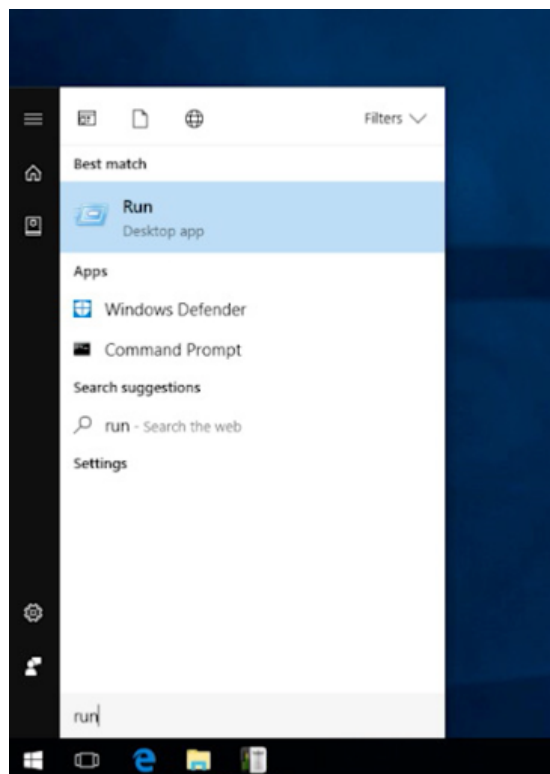 Filters
Best match
Run
Desktop app
Apps
Windows Defender
Command Prompt
Search suggestions
run - Search the web
Settings
run